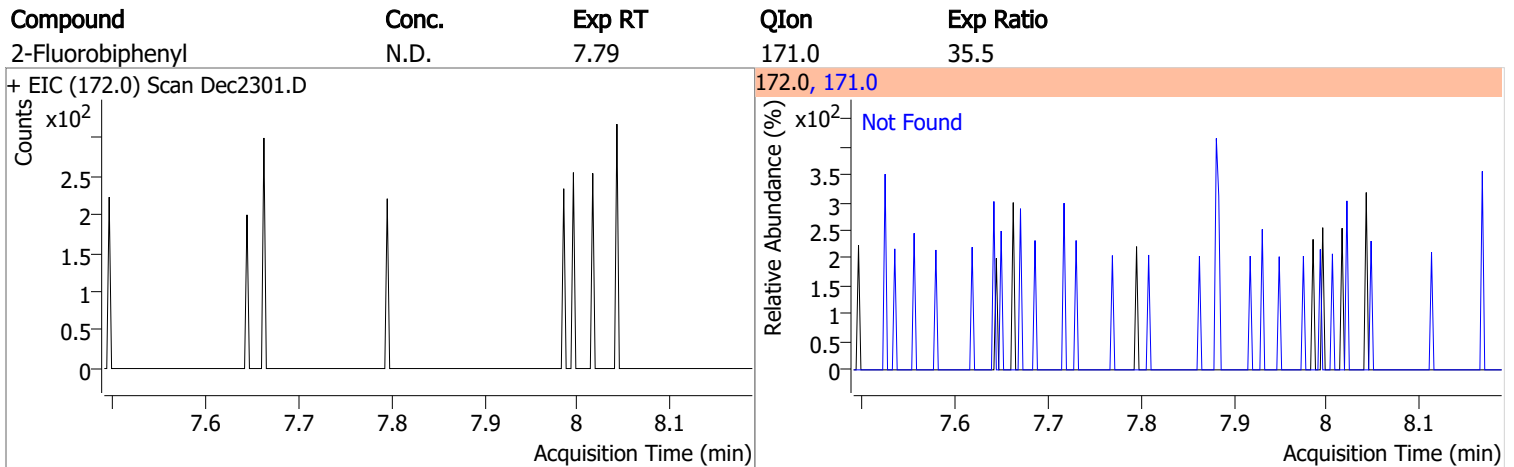 Compound Conc. Exp RT QIon Exp Ratio
2-Fluorobiphenyl N.D. 7.79 171.0 35.5
+ EIC (172.0) Scan Dec2301.D
Counts
x10²
2.5
2
1.5
1
0.5
0
7.6 7.7 7.8 7.9 8 8.1
Acquisition Time (min)
172.0, 171.0
Relative Abundance (%)
x10²
Not Found
3.5
3
2.5
2
1.5
1
0.5
0
7.6 7.7 7.8 7.9 8 8.1
Acquisition Time (min)